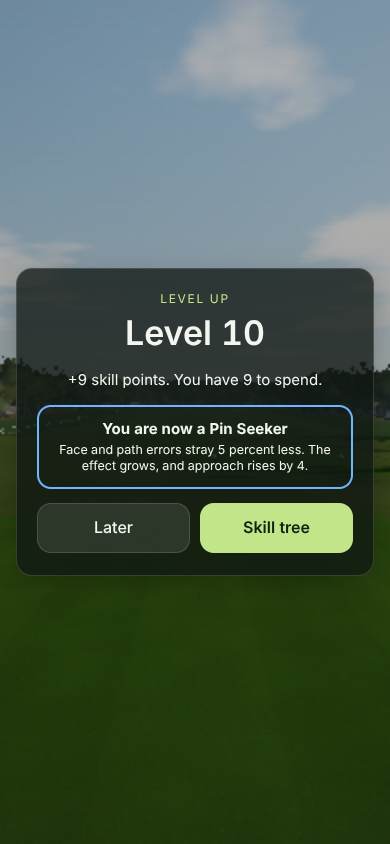 LEVEL UP
Level 10
+9 skill points. You have 9 to spend.
You are now a Pin Seeker
Face and path errors stray 5 percent less. The
effect grows, and approach rises by 4.
Later
Skill tree